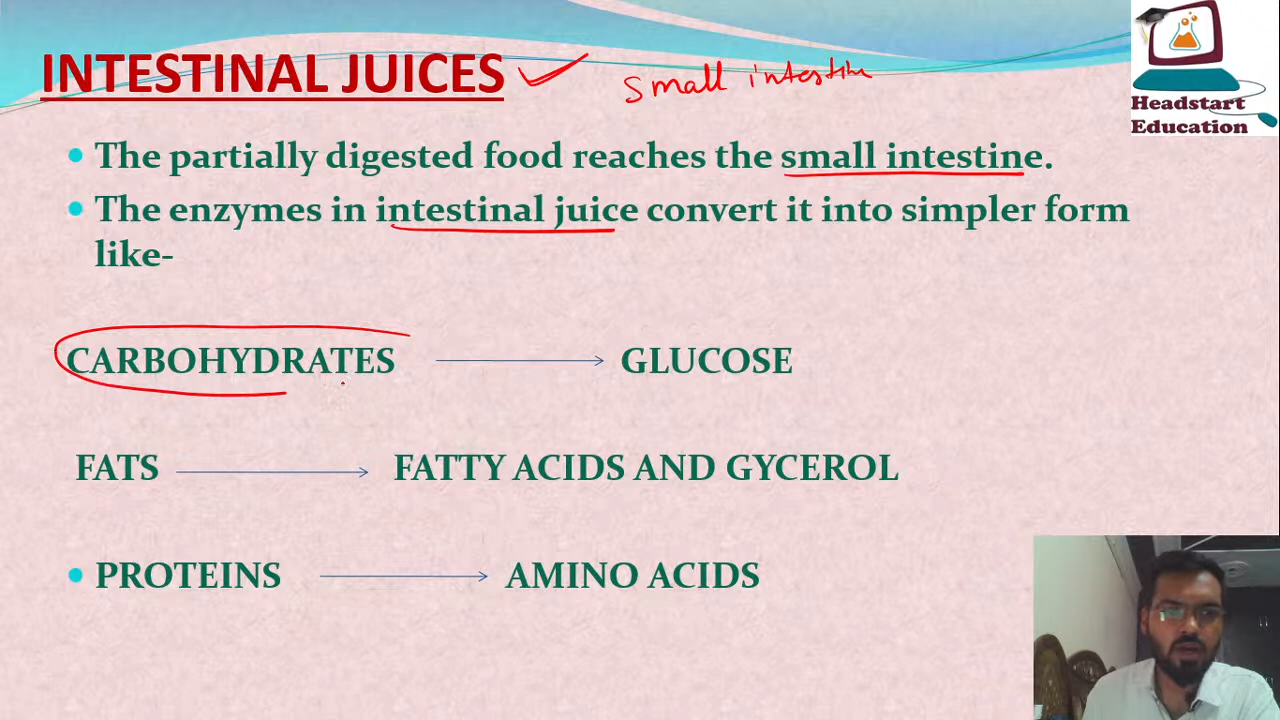 INTESTINAL JUICES
small intestin
Headstart
Education
The partially digested food reaches the small intestine.
The enzymes in intestinal juice convert it into simpler form
like-
CARBOHYDRATES GLUCOSE
FATS FATTY ACIDS AND GYCEROL
PROTEINS AMINO ACIDS